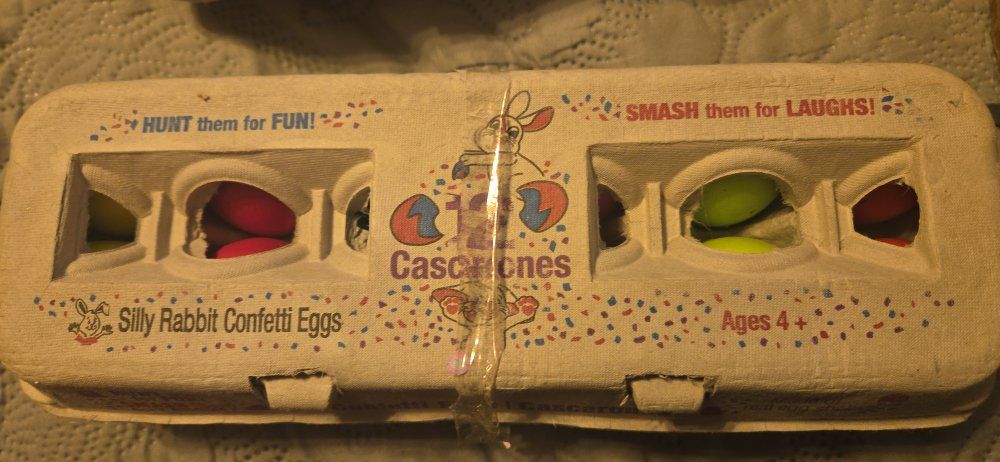 HUNT them for FUN!
SMASH them for LAUGHS!
12
Cascarones
Silly Rabbit Confetti Eggs
Ages 4+